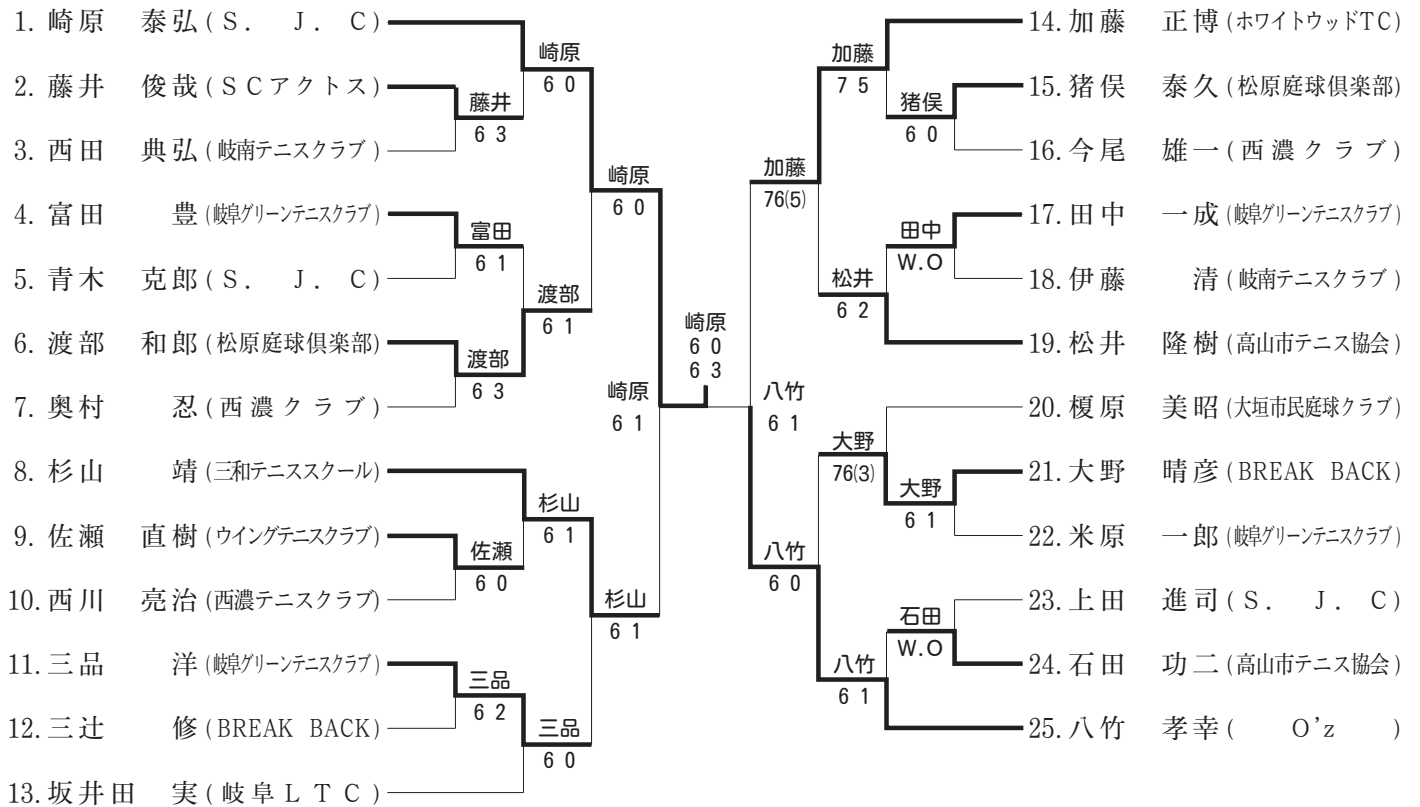 1. 崎原　泰弘 (S. J. C)
2. 藤井　俊哉 (SCアクトス)
3. 西田　典弘 (岐南テニスクラブ)
4. 富田　豊 (岐阜グリーンテニスクラブ)
5. 青木　克郎 (S. J. C)
6. 渡部　和郎 (松原庭球倶楽部)
7. 奥村　忍 (西濃クラブ)
8. 杉山　靖 (三和テニススクール)
9. 佐瀬　直樹 (ウイングテニスクラブ)
10. 西川　亮治 (西濃テニスクラブ)
11. 三品　洋 (岐阜グリーンテニスクラブ)
12. 三辻　修 (BREAK BACK)
13. 坂井田　実 (岐阜LTC)
藤井
6 3
富田
6 1
渡部
6 3
佐瀬
6 0
三品
6 2
崎原
6 0
渡部
6 1
杉山
6 1
三品
6 0
崎原
6 0
杉山
6 1
崎原
6 1
崎原
6 0
6 3
八竹
6 1
加藤
76(5)
八竹
6 0
加藤
7 5
松井
6 2
大野
76(3)
八竹
6 1
猪俣
6 0
田中
W.O
大野
6 1
石田
W.O
14. 加藤　正博 (ホワイトウッドTC)
15. 猪俣　泰久 (松原庭球倶楽部)
16. 今尾　雄一 (西濃クラブ)
17. 田中　一成 (岐阜グリーンテニスクラブ)
18. 伊藤　清 (岐南テニスクラブ)
19. 松井　隆樹 (高山市テニス協会)
20. 榎原　美昭 (大垣市民庭球クラブ)
21. 大野　晴彦 (BREAK BACK)
22. 米原　一郎 (岐阜グリーンテニスクラブ)
23. 上田　進司 (S. J. C)
24. 石田　功二 (高山市テニス協会)
25. 八竹　孝幸 (O'z)